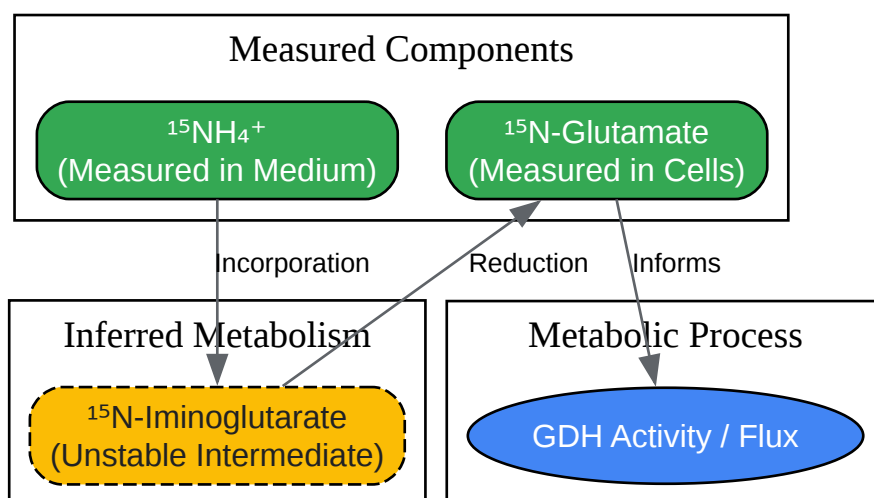 Measured Components
¹⁵NH₄⁺
(Measured in Medium)
¹⁵N-Glutamate
(Measured in Cells)
Incorporation
Reduction
Informs
Inferred Metabolism
¹⁵N-Iminoglutarate
(Unstable Intermediate)
Metabolic Process
GDH Activity / Flux